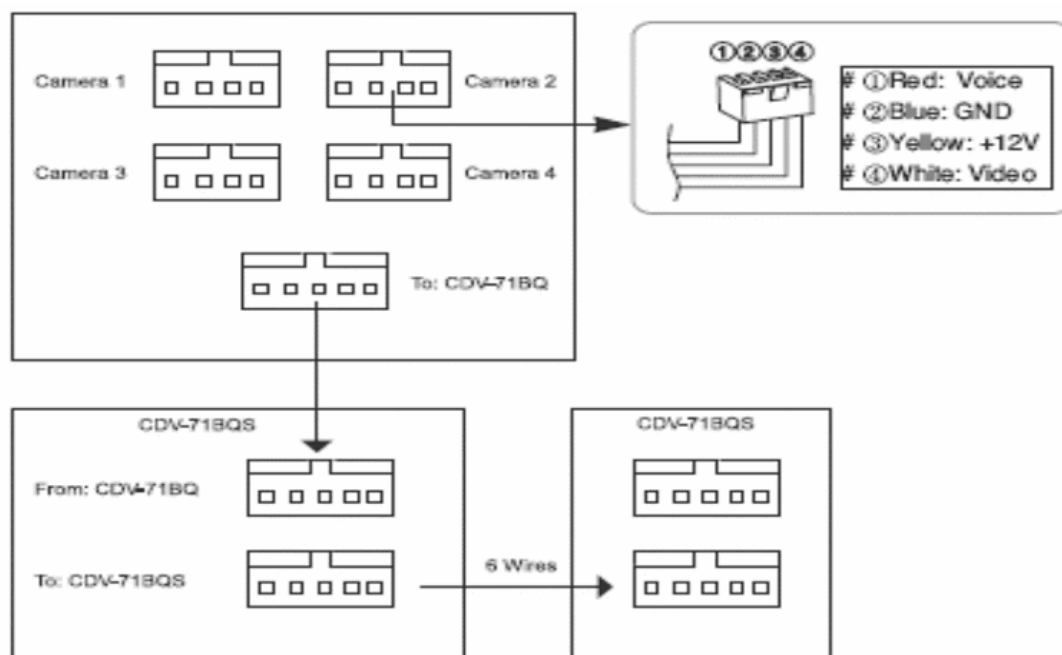 Camera 1
Camera 2
Camera 3
Camera 4
To: CDV-71BQ
①②③④
# ①Red: Voice
# ②Blue: GND
# ③Yellow: +12V
# ④White: Video
CDV-71BQS
From: CDV-71BQ
To: CDV-71BQS
6 Wires
CDV-71BQS